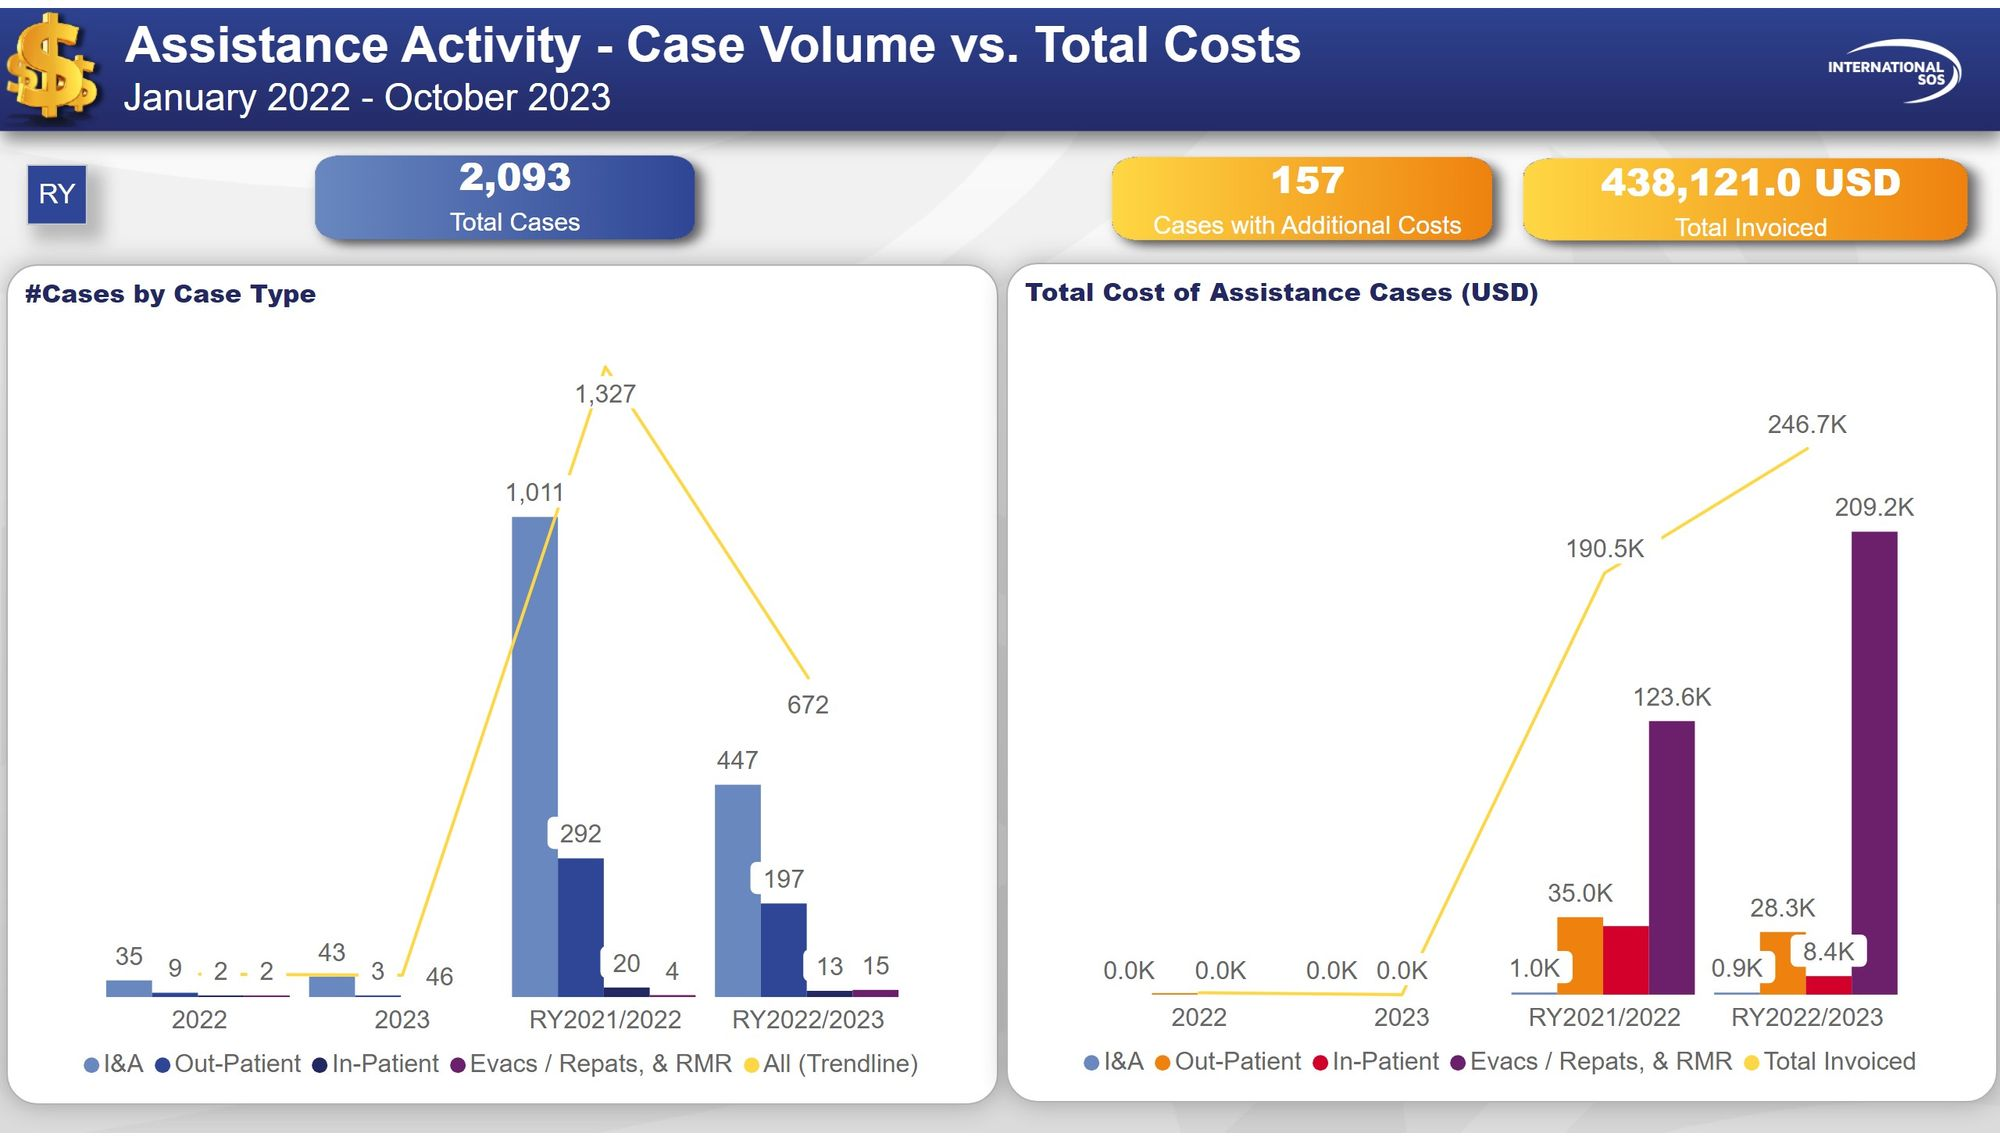 Assistance Activity - Case Volume vs. Total Costs
January 2022 - October 2023
INTERNATIONAL
SOS
RY
2,093
Total Cases
157
Cases with Additional Costs
438,121.0 USD
Total Invoiced
#Cases by Case Type
1,327
1,011
672
447
292
197
35
9
2
2
43
3
46
20
4
13
15
2022
2023
RY2021/2022
RY2022/2023
I&A Out-Patient In-Patient Evacs / Repats, & RMR All (Trendline)
Total Cost of Assistance Cases (USD)
246.7K
209.2K
190.5K
123.6K
35.0K
28.3K
8.4K
0.0K
0.0K
0.0K
0.0K
1.0K
0.9K
2022
2023
RY2021/2022
RY2022/2023
I&A Out-Patient In-Patient Evacs / Repats, & RMR Total Invoiced